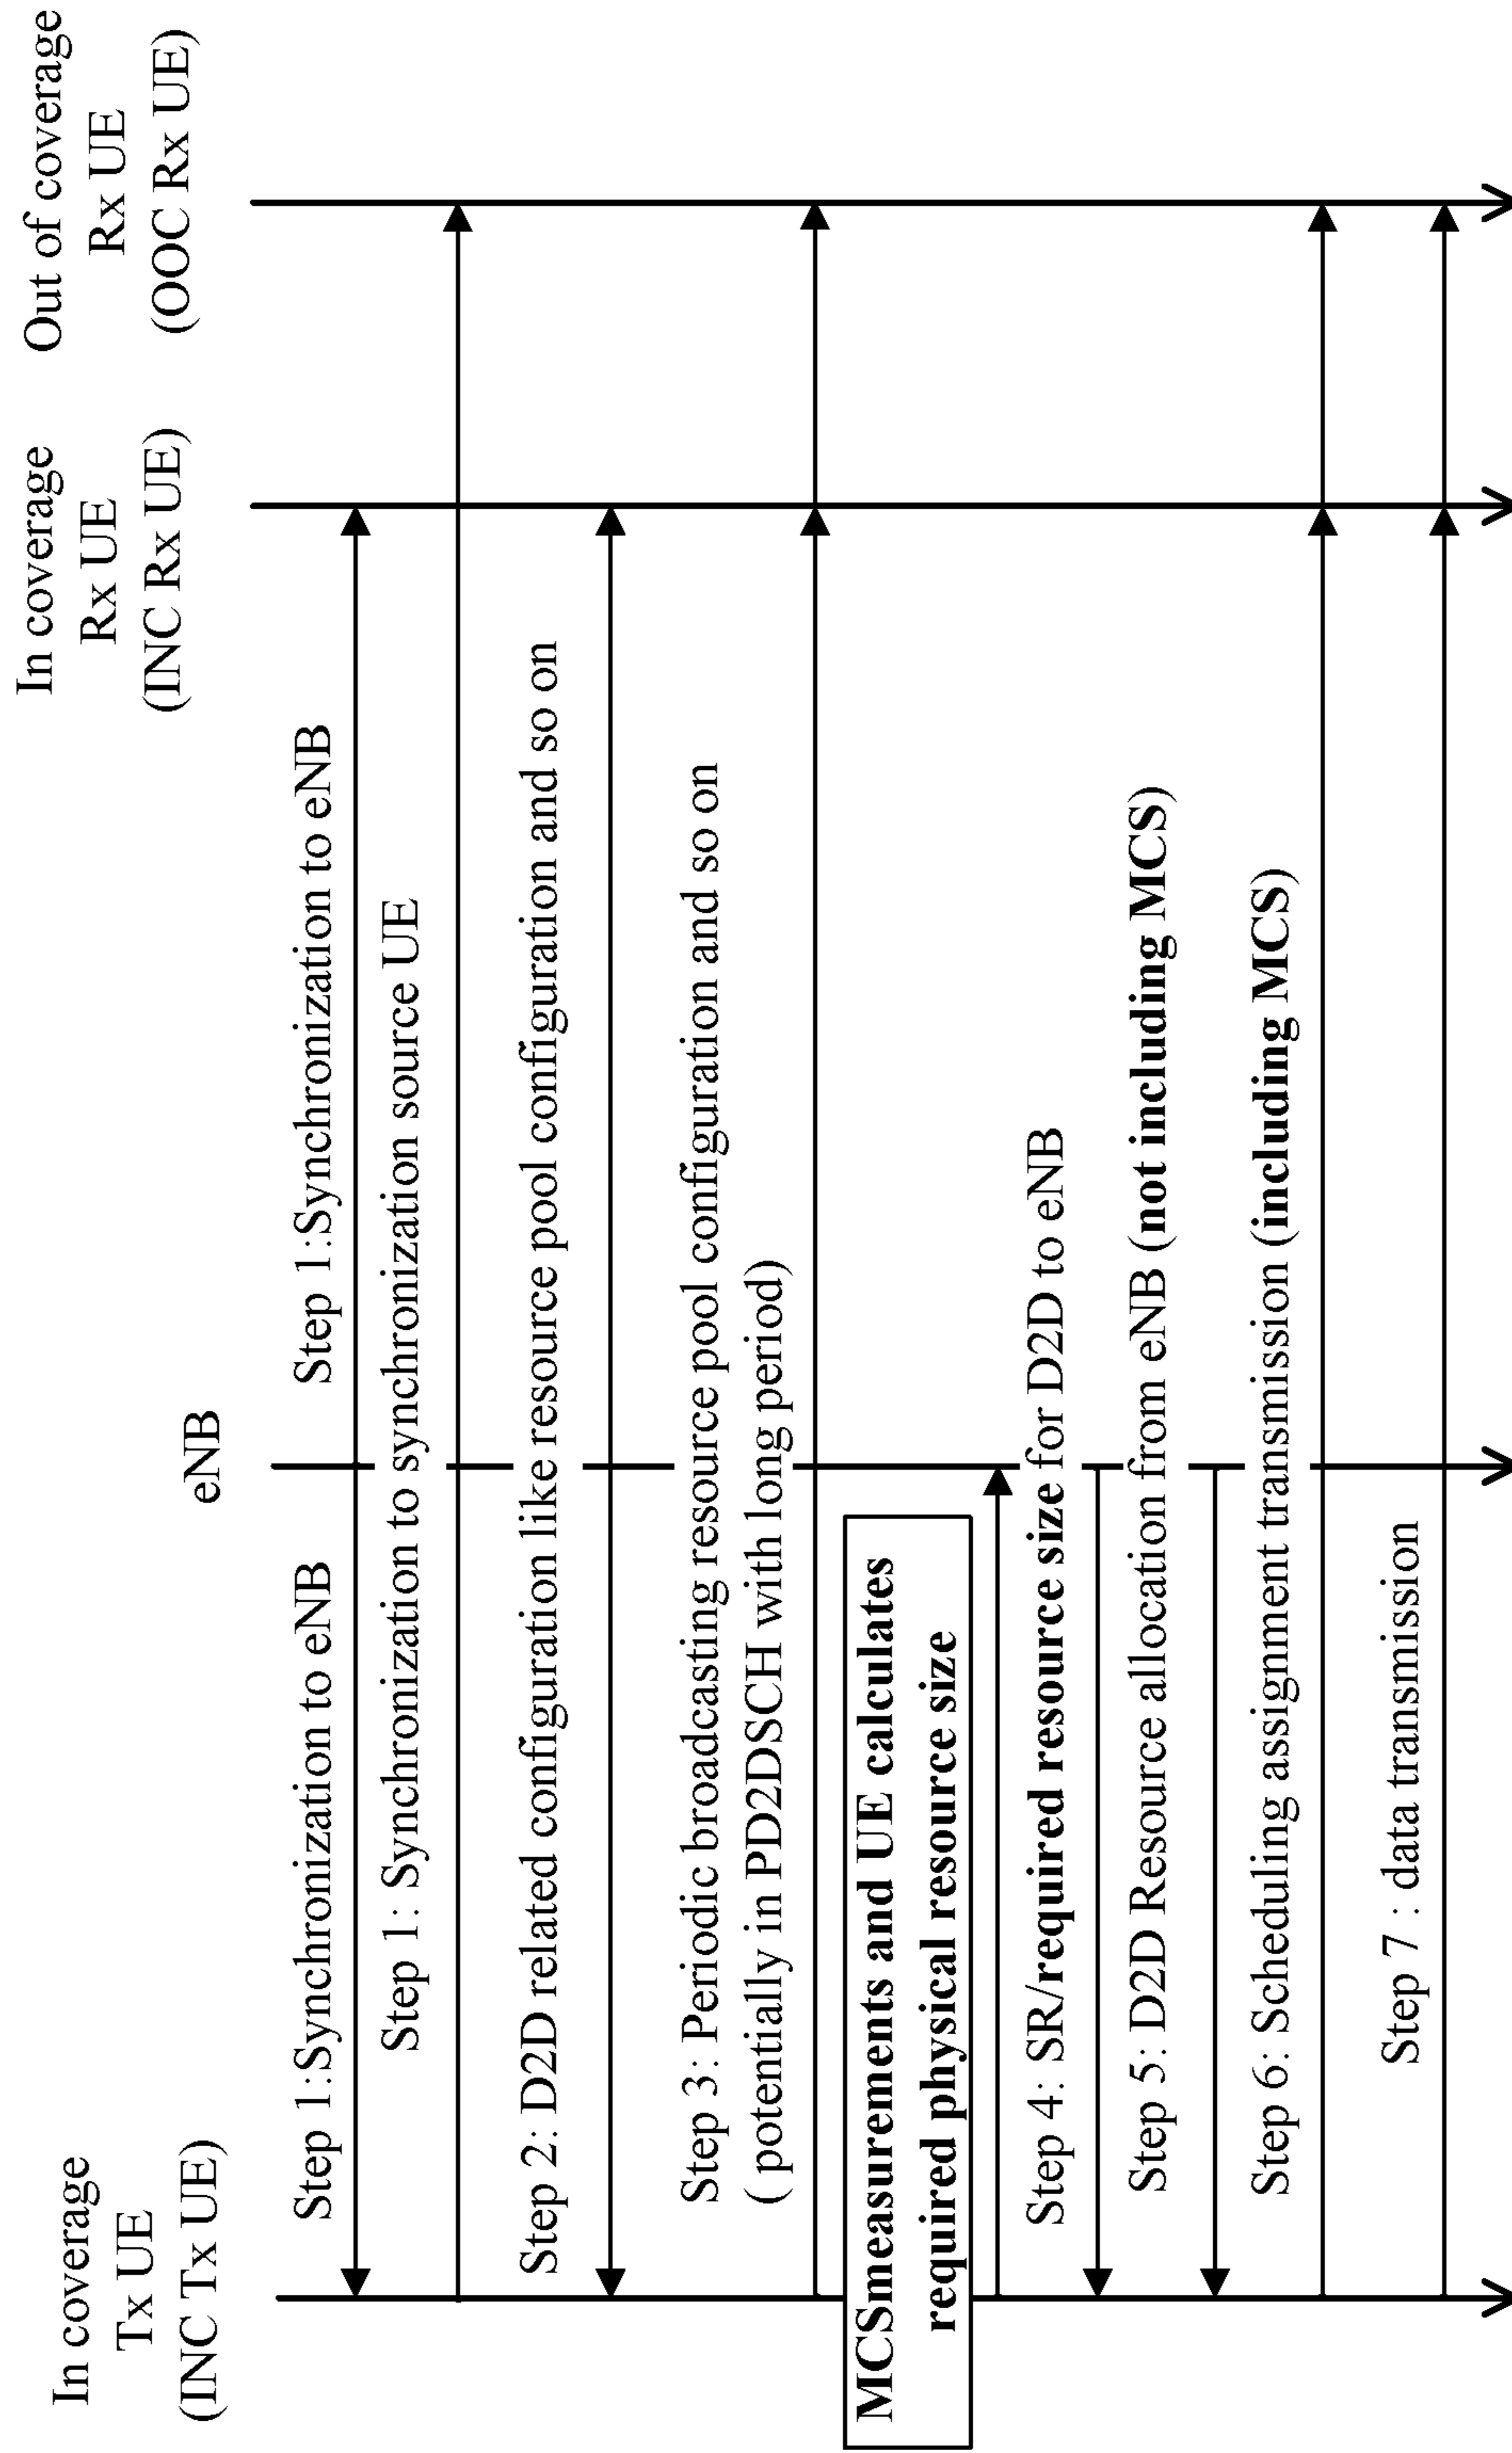 In coverage
Tx UE
(INC Tx UE)
eNB
In coverage
Rx UE
(INC Rx UE)
Out of coverage
Rx UE
(OOC Rx UE)
Step 1:Synchronization to eNB
Step 1:Synchronization to eNB
Step 1: Synchronization to synchronization source UE
Step 2: D2D related configuration like resource pool configuration and so on
Step 3: Periodic broadcasting resource pool configuration and so on
( potentially in PD2DSCH with long period)
MCSmeasurements and UE calculates
required physical resource size
Step 4: SR/required resource size for D2D to eNB
Step 5: D2D Resource allocation from eNB (not including MCS)
Step 6: Scheduling assignment transmission (including MCS)
Step 7 : data transmission